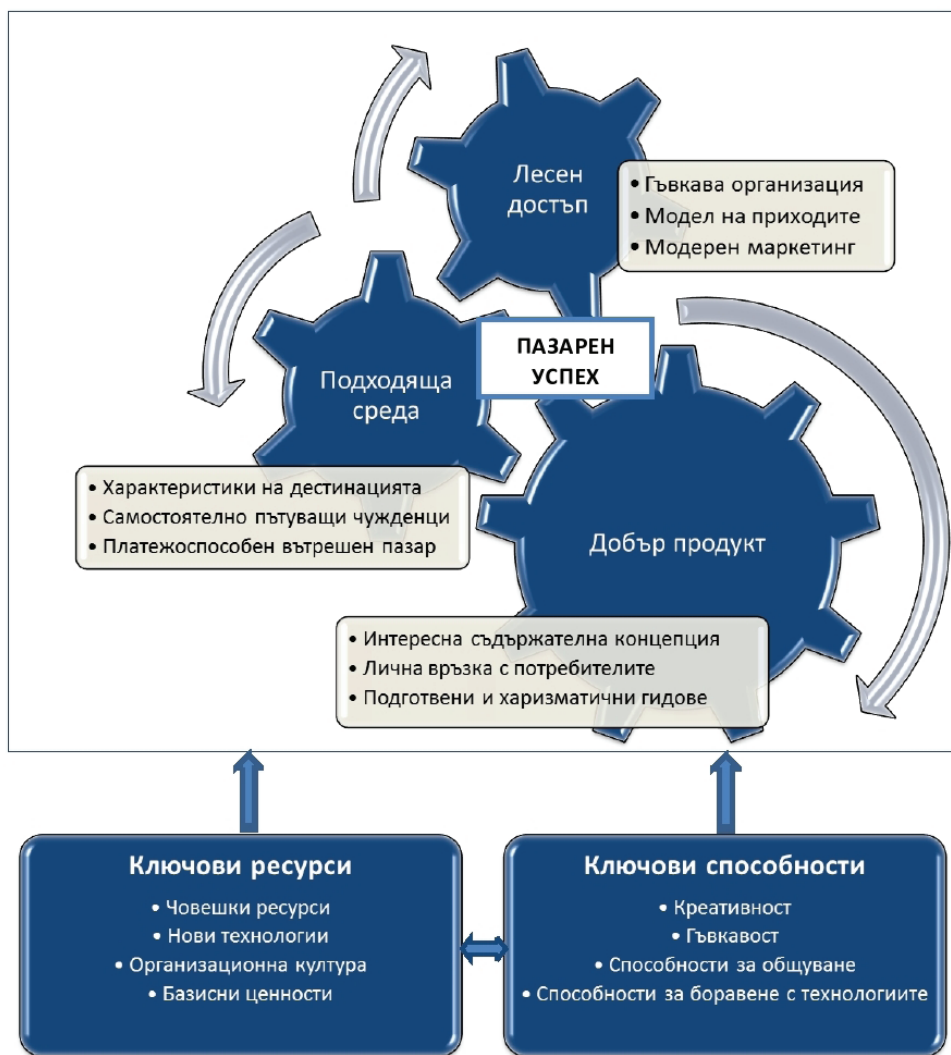 Лесен
достъп
• Гъвкава организация
• Модел на приходите
• Модерен маркетинг
ПАЗАРЕН
УСПЕХ
Подходяща
среда
• Характеристики на дестинацията
• Самостоятелно пътуващи чужденци
• Платежоспособен вътрешен пазар
Добър продукт
• Интересна съдържателна концепция
• Лична връзка с потребителите
• Подготвени и харизматични гидове
Ключови ресурси
• Човешки ресурси
• Нови технологии
• Организационна култура
• Базисни ценности
Ключови способности
• Креативност
• Гъвкавост
• Способности за общуване
• Способности за боравене с технологиите